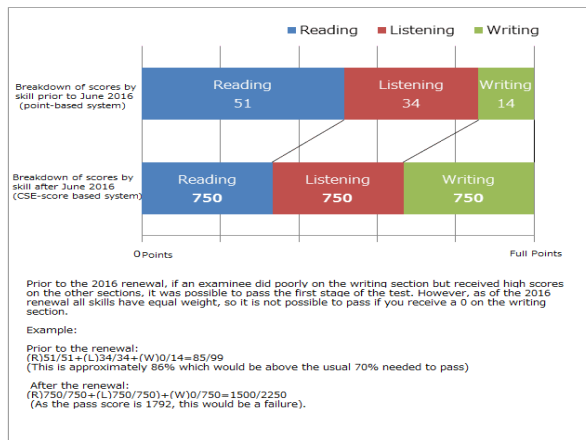 Reading Listening Writing
Breakdown of scores by
skill prior to June 2016
(point-based system)
Reading
51
Listening
34
Writing
14
Breakdown of scores by
skill after June 2016
(CSE-score based system)
Reading
750
Listening
750
Writing
750
0 Points
Full Points
Prior to the 2016 renewal, if an examinee did poorly on the writing section but received high scores
on the other sections, it was possible to pass the first stage of the test. However, as of the 2016
renewal all skills have equal weight, so it is not possible to pass if you receive a 0 on the writing
section.
Example:
Prior to the renewal:
(R)51/51+(L)34/34+(W)0/14=85/99
(This is approximately 86% which would be above the usual 70% needed to pass)
After the renewal:
(R)750/750+(L)750/750)+(W)0/750=1500/2250
(As the pass score is 1792, this would be a failure).